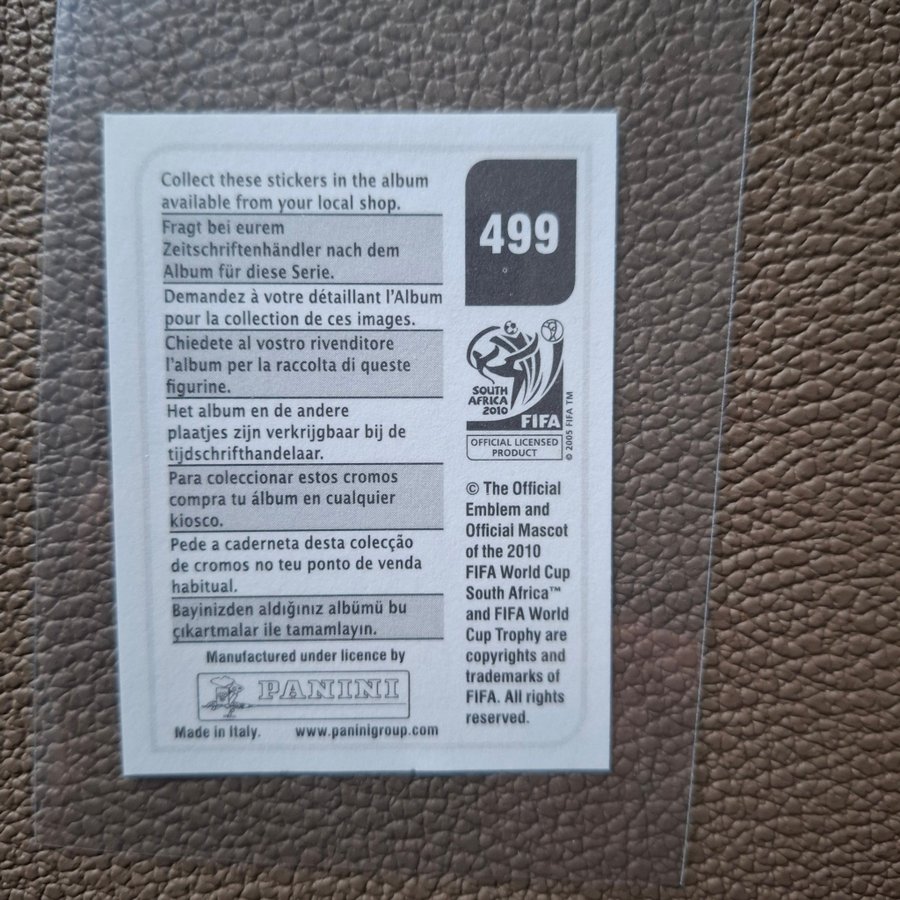 Collect these stickers in the album
available from your local shop.
Fragt bei eurem
Zeitschriftenhändler nach dem
Album für diese Serie.
Demandez à votre détaillant l'Album
pour la collection de ces images.
Chiedete al vostro rivenditore
l'album per la raccolta di queste
figurine.
Het album en de andere
plaatjes zijn verkrijgbaar bij de
tijdschrifthandelaar.
Para coleccionar estos cromos
compra tu álbum en cualquier
kiosco.
Pede a caderneta desta colecção
de cromos no teu ponto de venda
habitual.
Bayinizden aldığınız albümü bu
çıkartmalar ile tamamlayın.
Manufactured under licence by
PANINI
Made in Italy. www.paninigroup.com
499
SOUTH
AFRICA
2010
FIFA
OFFICIAL LICENSED
PRODUCT
© 2005 FIFA TM
© The Official
Emblem and
Official Mascot
of the 2010
FIFA World Cup
South Africa™
and FIFA World
Cup Trophy are
copyrights and
trademarks of
FIFA. All rights
reserved.